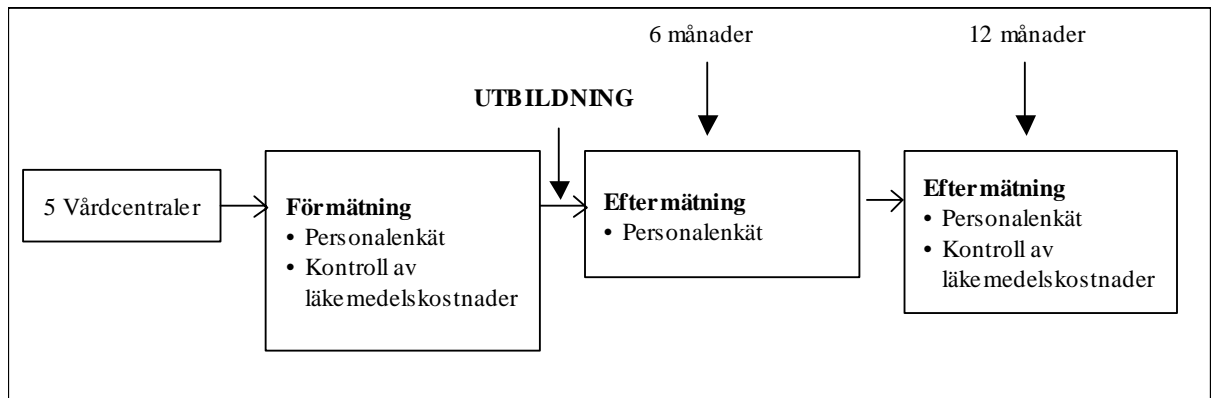 6 månader
12 månader
UTBILDNING
5 Vårdcentraler
Förmätning
• Personalenkät
• Kontroll av
läkemedelskostnader
Eftermätning
• Personalenkät
Eftermätning
• Personalenkät
• Kontroll av
läkemedelskostnader